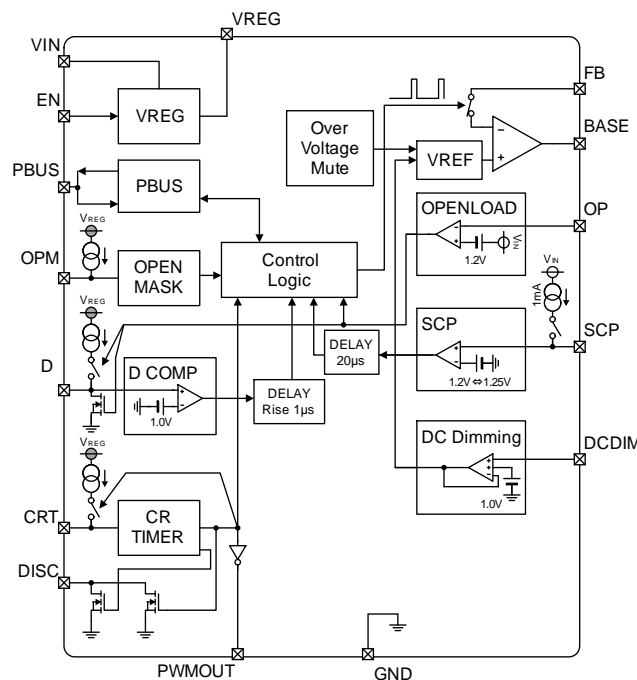 VREG
VIN
EN
VREG
FB
BASE
Over
Voltage
Mute
VREF
PBUS
PBUS
OPENLOAD
OP
VREG
VIN
1.2V
OPM
OPEN
MASK
Control
Logic
VIN
1mA
VREG
SCP
SCP
D
D COMP
DELAY
20μs
1.2V⇔1.25V
1.0V
DELAY
Rise 1μs
VREG
DC Dimming
DCDIM
1.0V
CRT
CR
TIMER
DISC
PWMOUT
GND